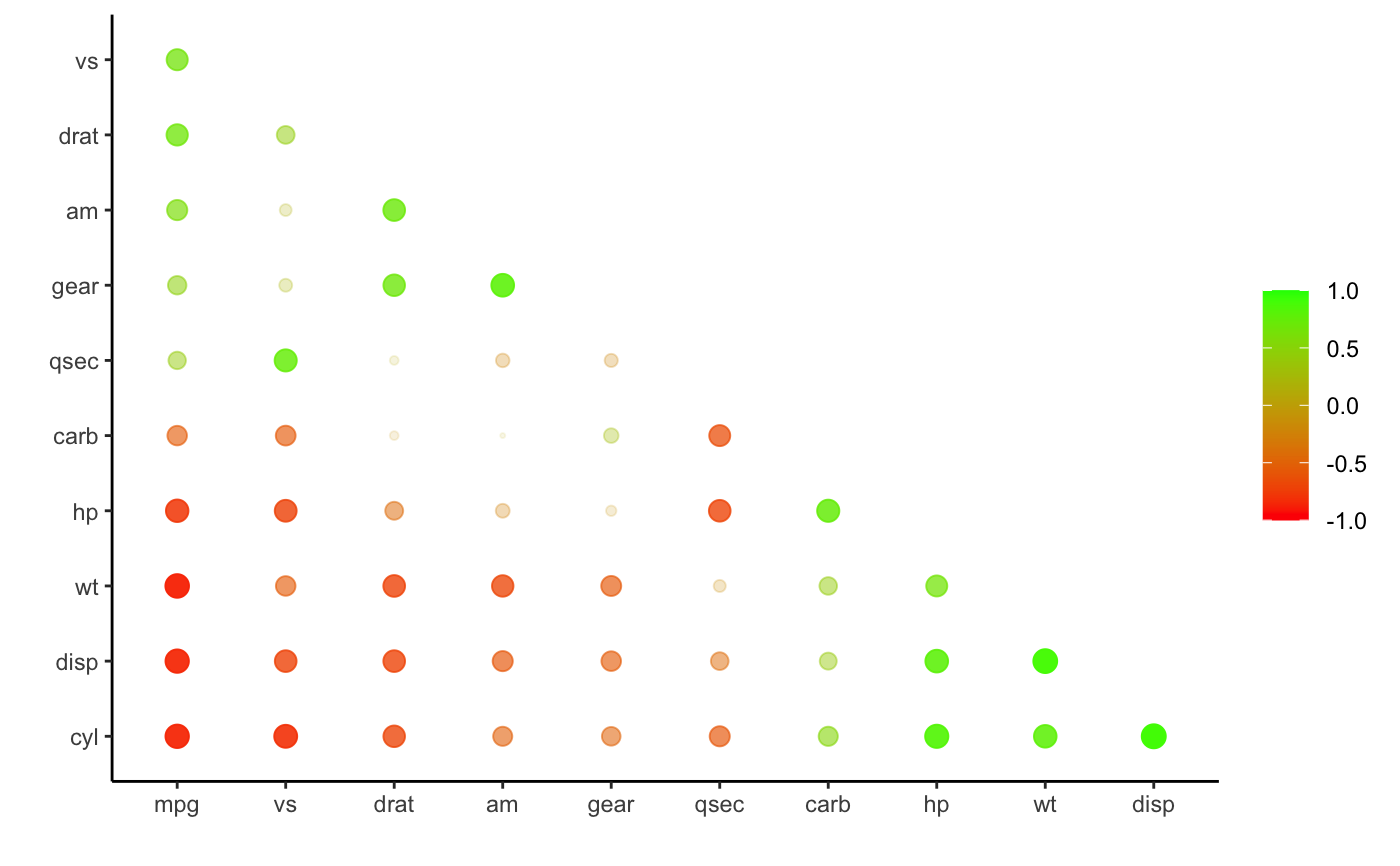 vs
drat
am
gear
qsec
carb
hp
wt
disp
cyl
mpg vs drat am gear qsec carb hp wt disp
1.0
0.5
0.0
-0.5
-1.0